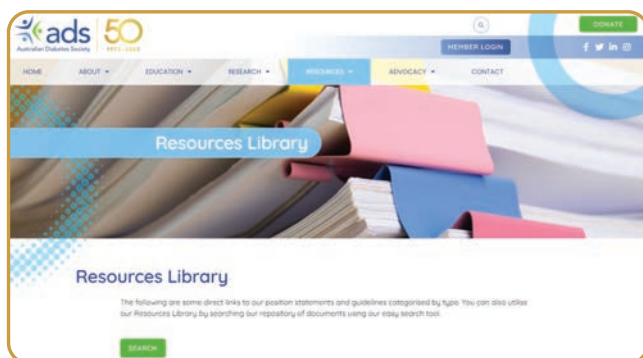 ads 50
Australian Diabetes Society
DONATE
MEMBER LOGIN
HOME ABOUT EDUCATION RESEARCH RESOURCES ADVOCACY CONTACT
Resources Library
Resources Library
The following are some direct links to our position statements and guidelines categorised by type. You can also utilise
our Resources Library by searching our repository of documents using our easy search tool.
SEARCH